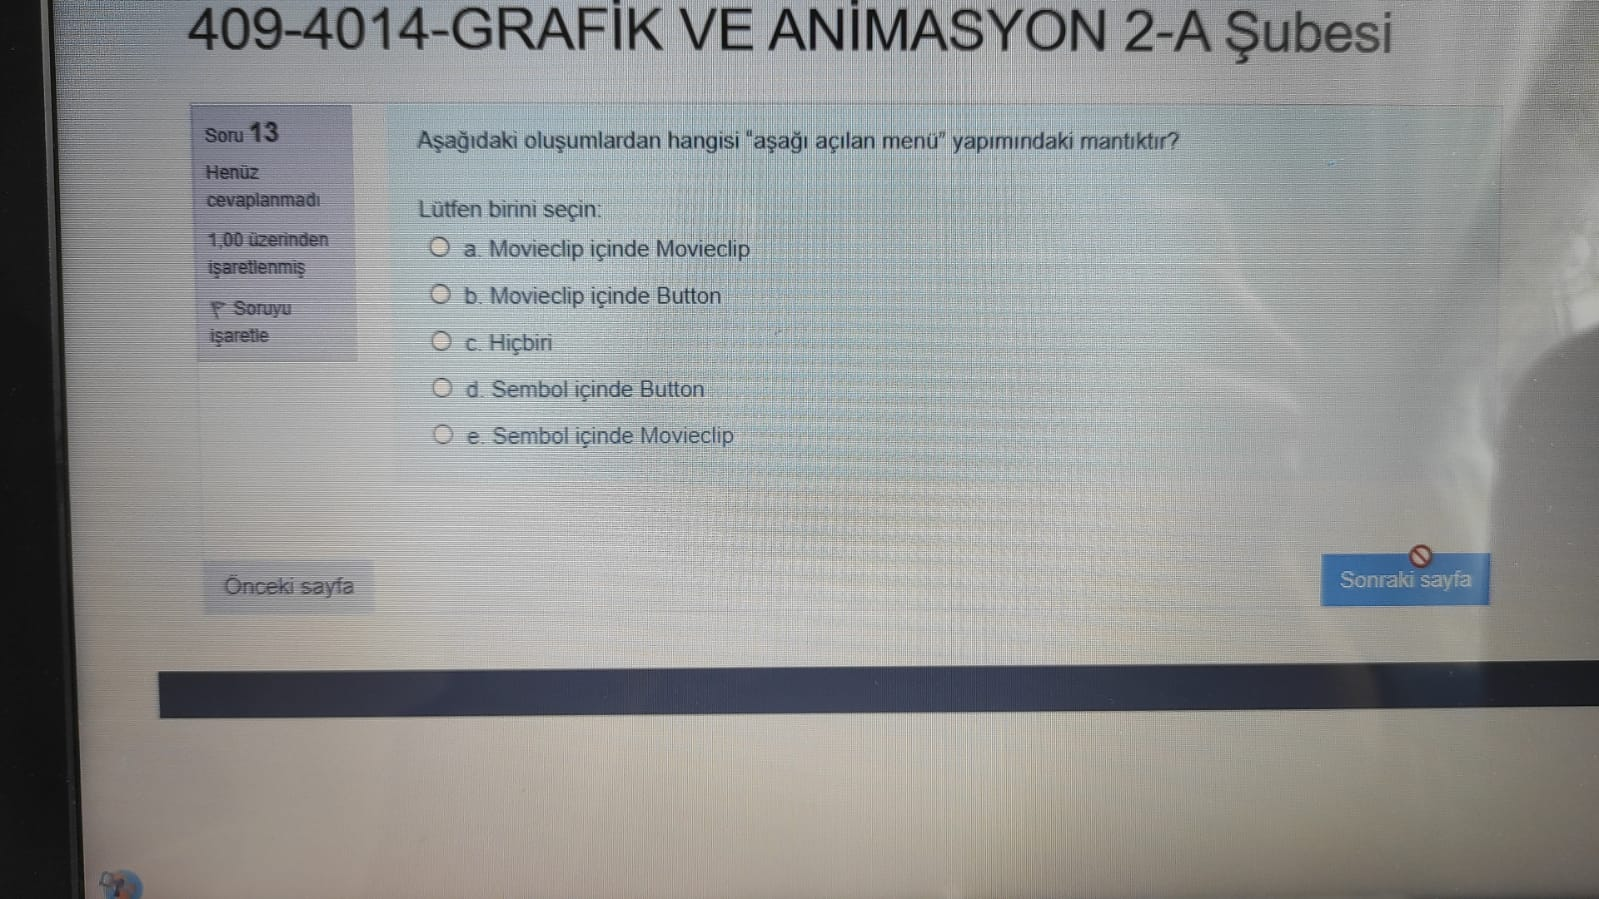 409-4014-GRAFİK VE ANİMASYON 2-A Şubesi
Soru 13
Henüz
cevaplanmadı
1,00 üzerinden
işaretlenmiş
Soruyu
işaretle
Aşağıdaki oluşumlardan hangisi "aşağı açılan menü" yapımındaki mantıktır?
Lütfen birini seçin:
a. Movieclip içinde Movieclip
b. Movieclip içinde Button
c. Hiçbiri
d. Sembol içinde Button
e. Sembol içinde Movieclip
Önceki sayfa
Sonraki sayfa